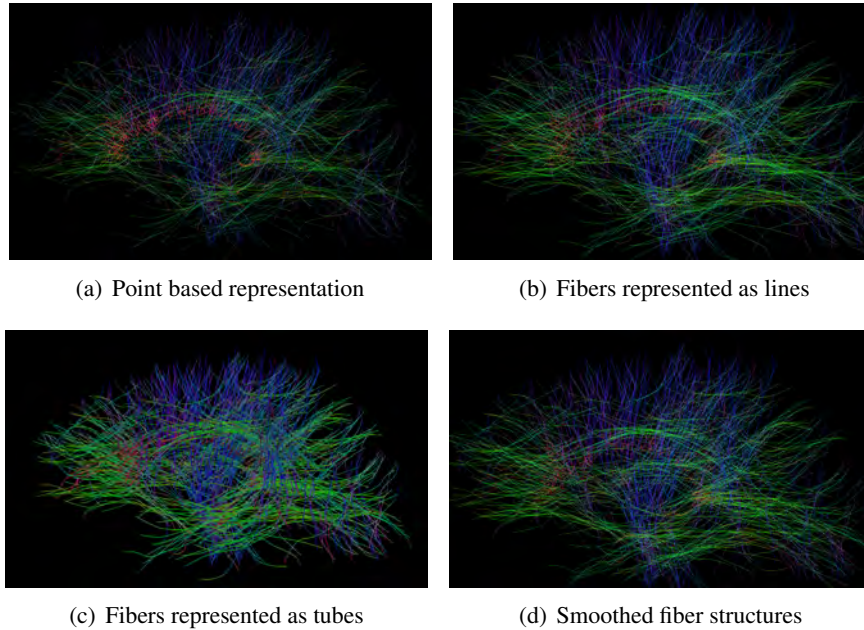 (a) Point based representation
(b) Fibers represented as lines
(c) Fibers represented as tubes
(d) Smoothed fiber structures